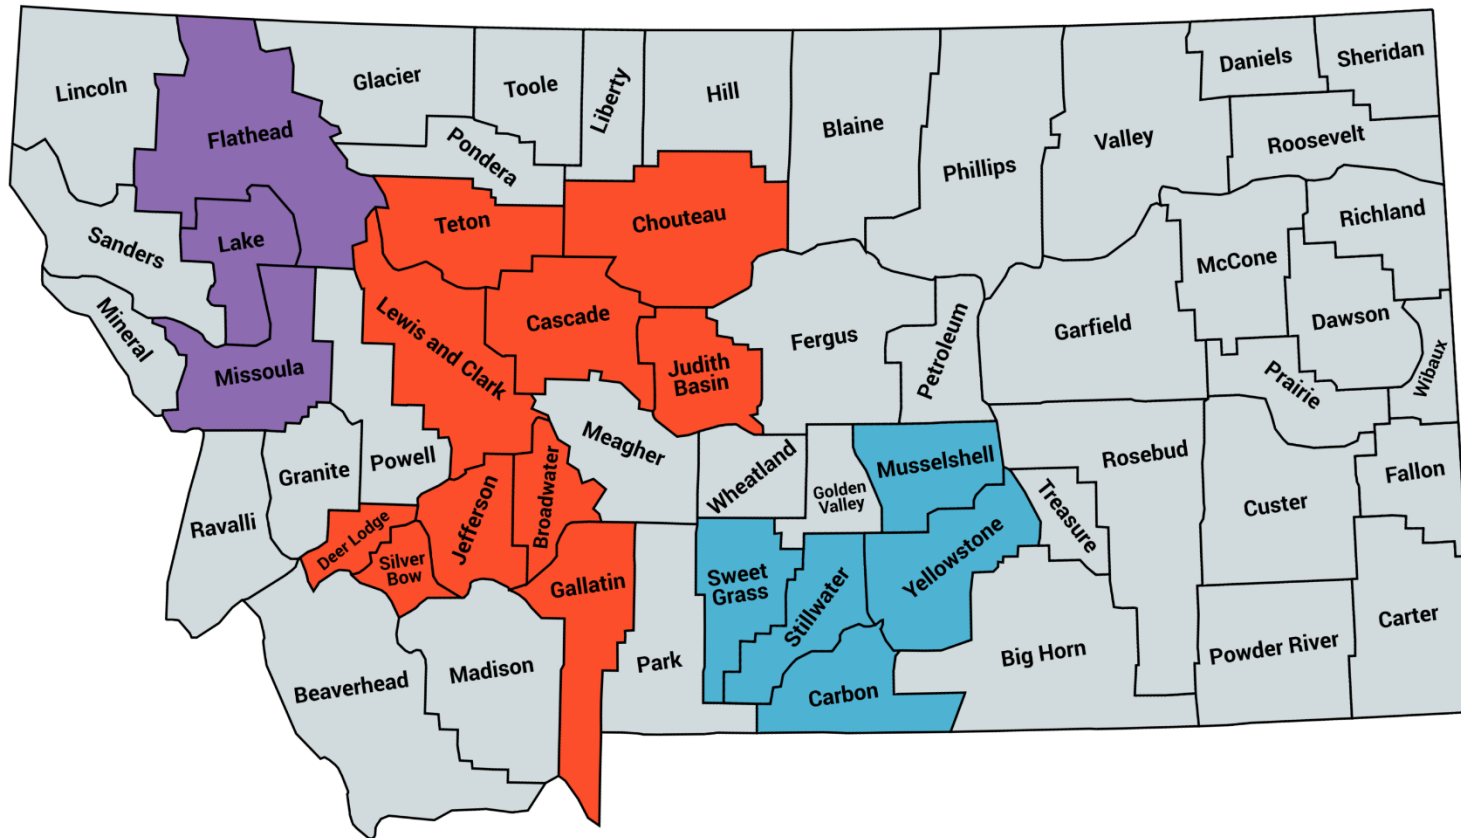 Lincoln
Flathead
Glacier
Toole
Liberty
Hill
Blaine
Phillips
Valley
Daniels
Sheridan
Roosevelt
Pondera
Teton
Chouteau
Sanders
Lake
Richland
McCone
Mineral
Missoula
Lewis and Clark
Cascade
Judith
Basin
Fergus
Petroleum
Garfield
Dawson
Wibaux
Prairie
Ravalli
Granite
Powell
Meagher
Wheatland
Golden
Valley
Musselshell
Rosebud
Treasure
Custer
Fallon
Deer Lodge
Silver
Bow
Jefferson
Broadwater
Gallatin
Sweet
Grass
Stillwater
Yellowstone
Beaverhead
Madison
Park
Carbon
Big Horn
Powder River
Carter